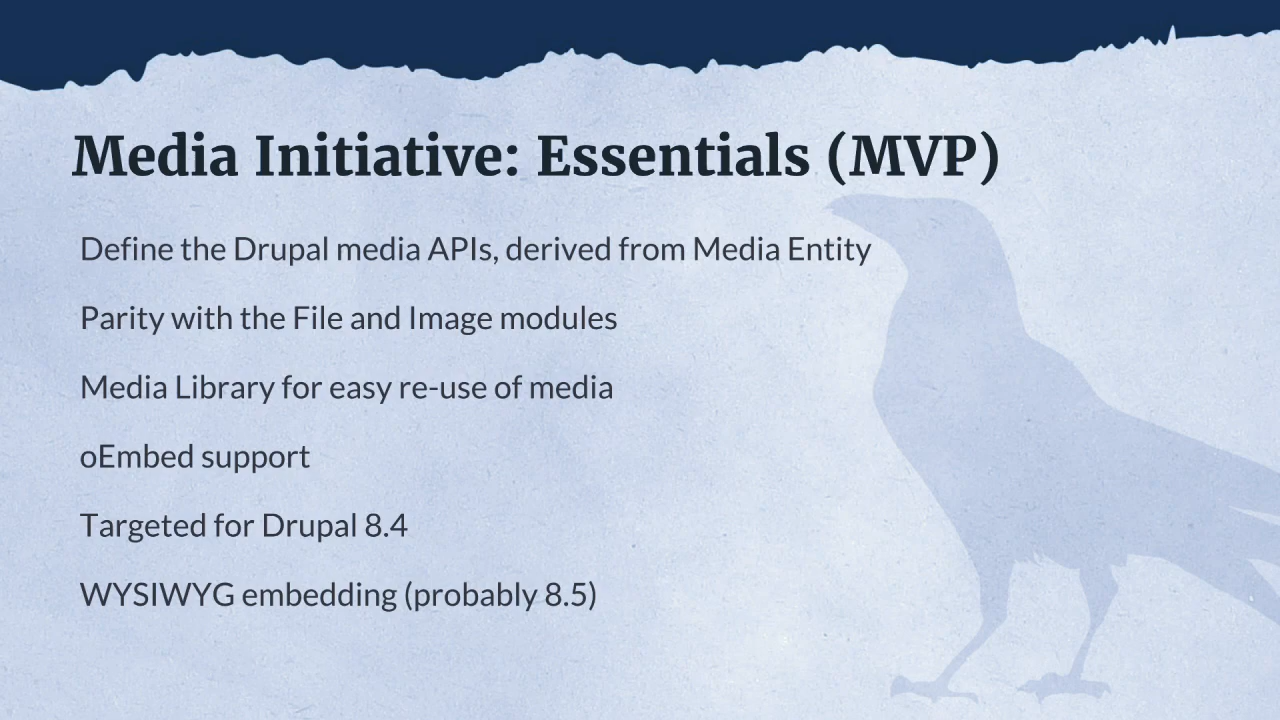 Media Initiative: Essentials (MVP)
Define the Drupal media APIs, derived from Media Entity
Parity with the File and Image modules
Media Library for easy re-use of media
oEmbed support
Targeted for Drupal 8.4
WYSIWYG embedding (probably 8.5)